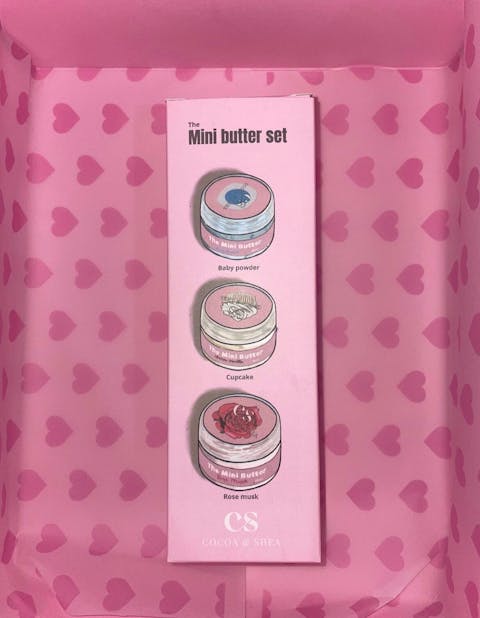 The
Mini butter set
The Mini Butter
Baby powder
The Mini Butter
Cupcake
CS
The Mini Butter
Rose musk
CS
COCOA & SHEA